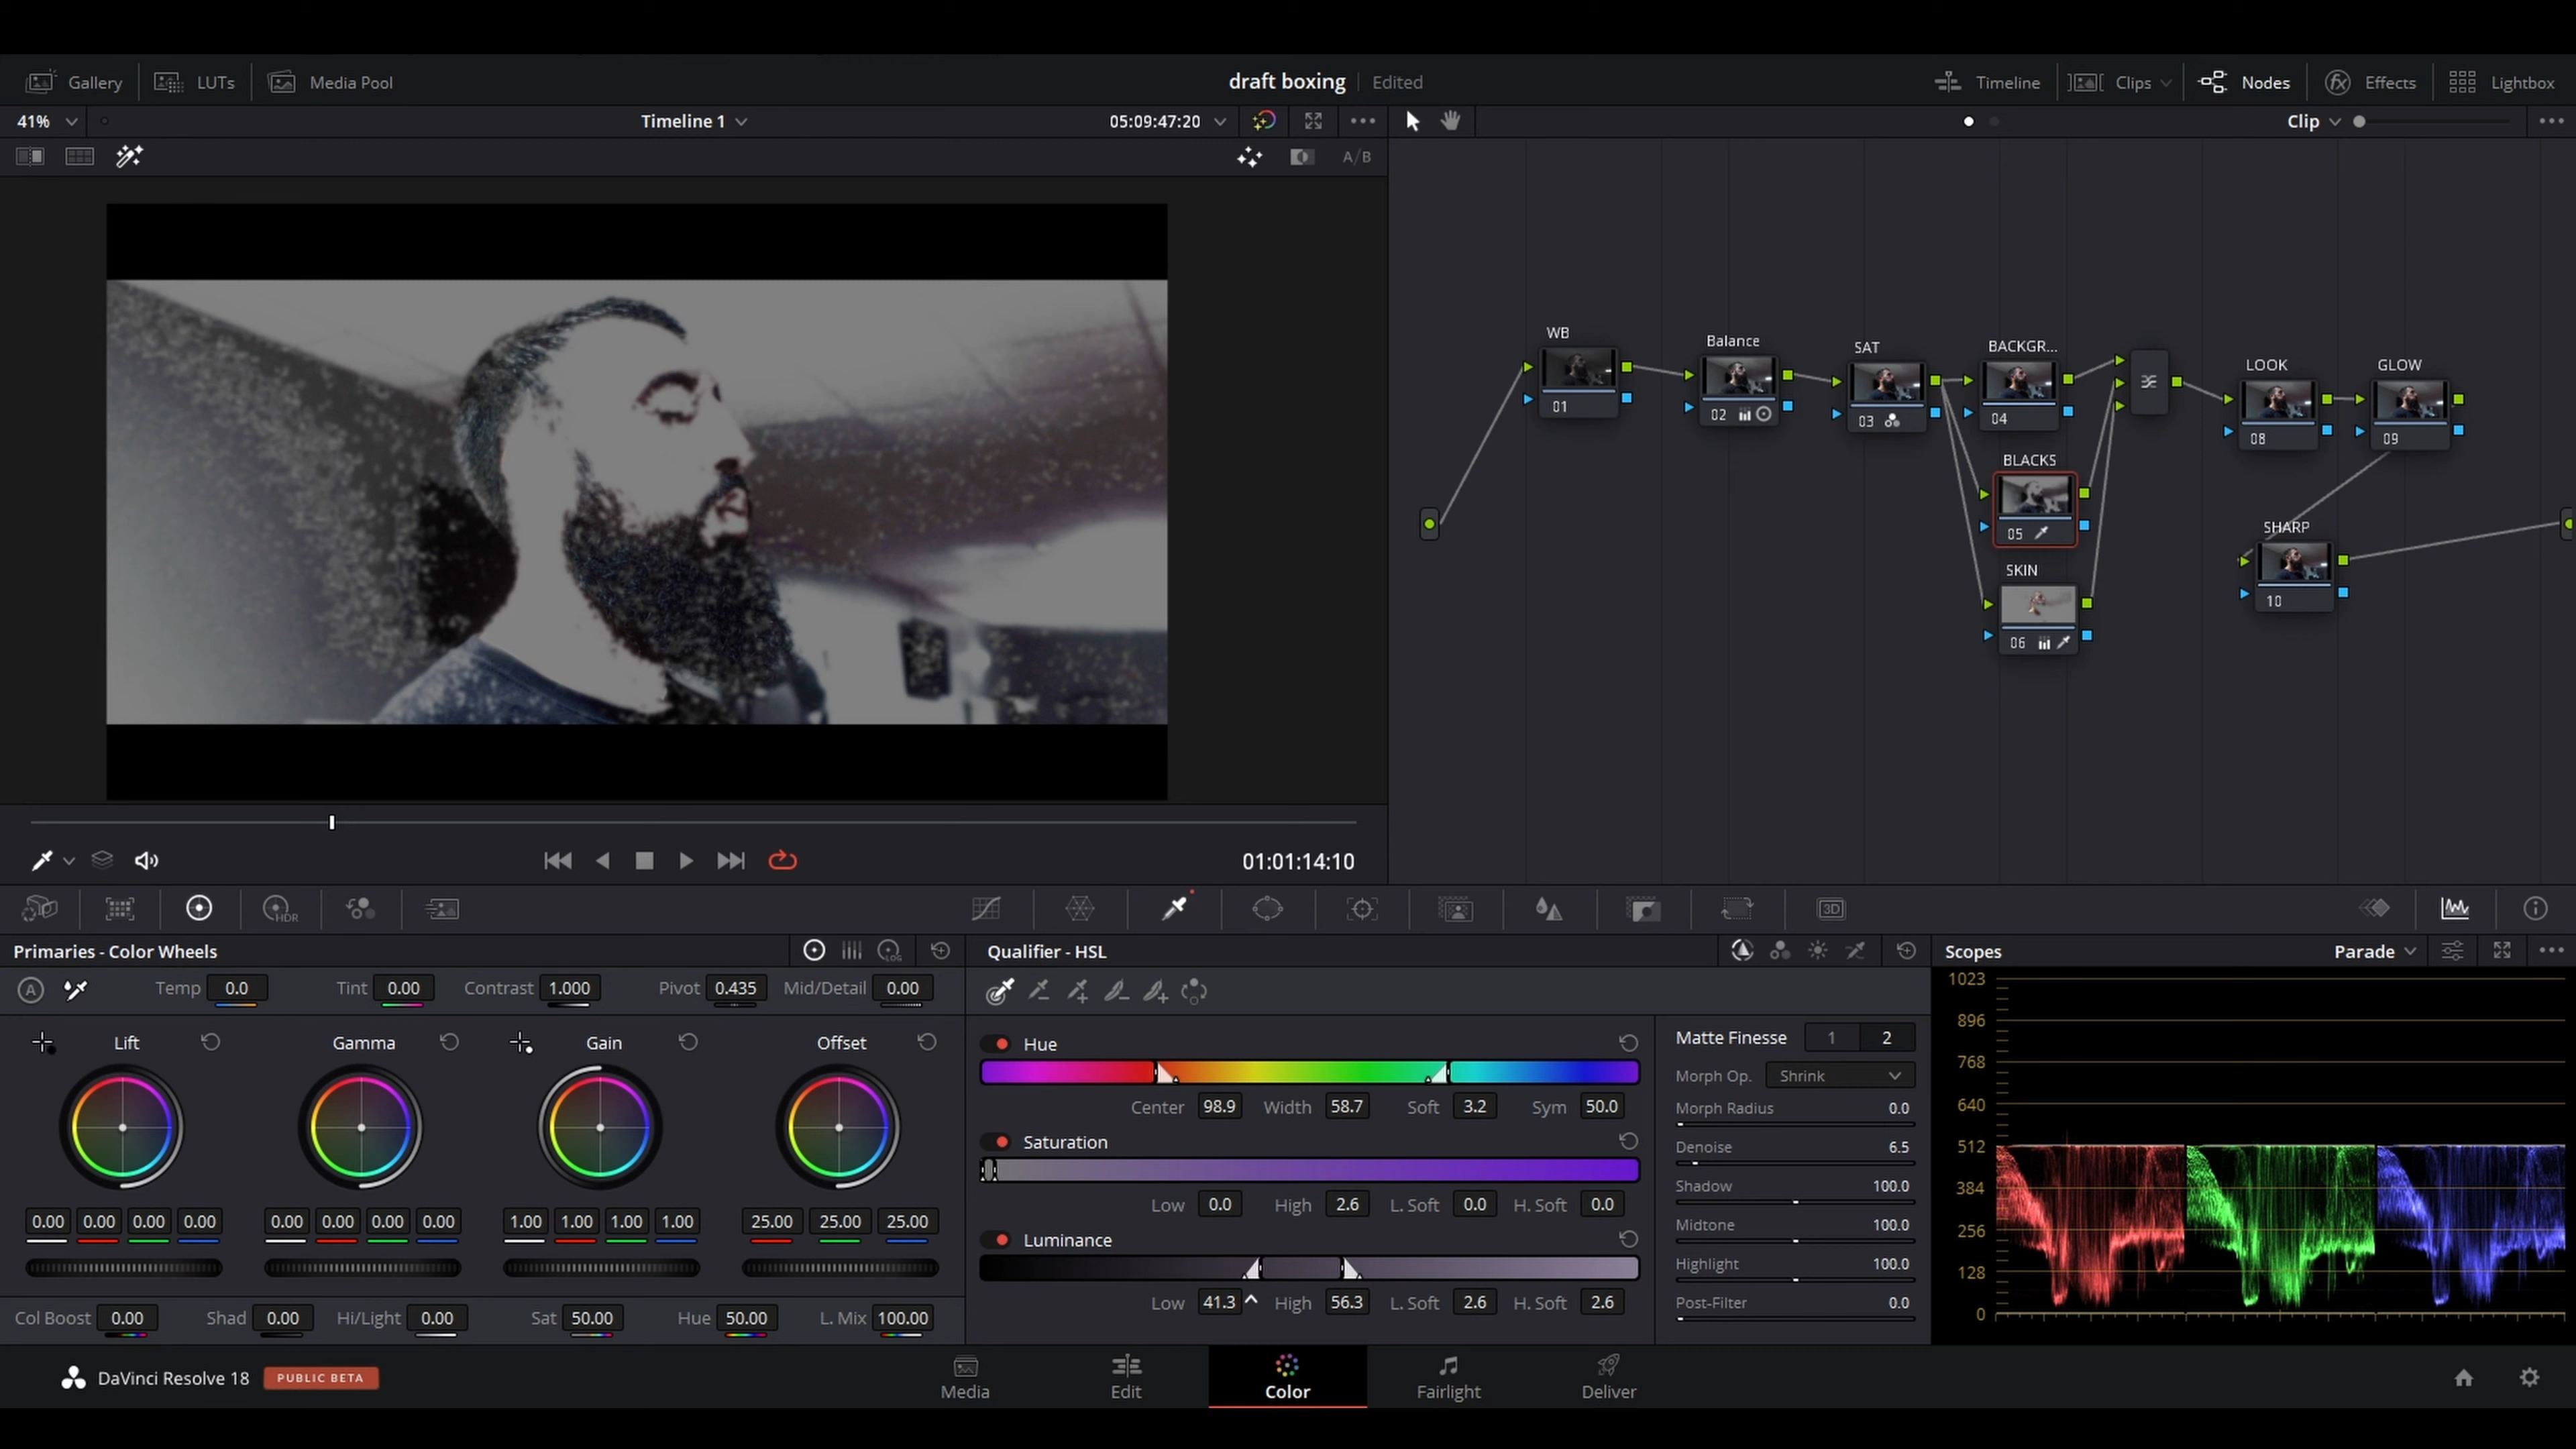 Gallery LUTs Media Pool draft boxing Edited Timeline Clips Nodes Effects Lightbox
41% Timeline 1 05:09:47:20 Clip
A/B
WB
01
Balance
02
SAT
03
BACKGR...
04
BLACKS
05
SKIN
06
LOOK
08
GLOW
09
SHARP
10
01:01:14:10
HDR 3D
Primaries - Color Wheels LOG
A Temp 0.0 Tint 0.00 Contrast 1.000 Pivot 0.435 Mid/Detail 0.00
Lift Gamma Gain Offset
0.00 0.00 0.00 0.00 0.00 0.00 0.00 0.00 1.00 1.00 1.00 1.00 25.00 25.00 25.00
Col Boost 0.00 Shad 0.00 Hi/Light 0.00 Sat 50.00 Hue 50.00 L. Mix 100.00
Qualifier - HSL
Hue
Center 98.9 Width 58.7 Soft 3.2 Sym 50.0
Saturation
Low 0.0 High 2.6 L. Soft 0.0 H. Soft 0.0
Luminance
Low 41.3 High 56.3 L. Soft 2.6 H. Soft 2.6
Matte Finesse 1 2
Morph Op. Shrink
Morph Radius 0.0
Denoise 6.5
Shadow 100.0
Midtone 100.0
Highlight 100.0
Post-Filter 0.0
Scopes Parade
1023
896
768
640
512
384
256
128
0
DaVinci Resolve 18 PUBLIC BETA Media Edit Color Fairlight Deliver